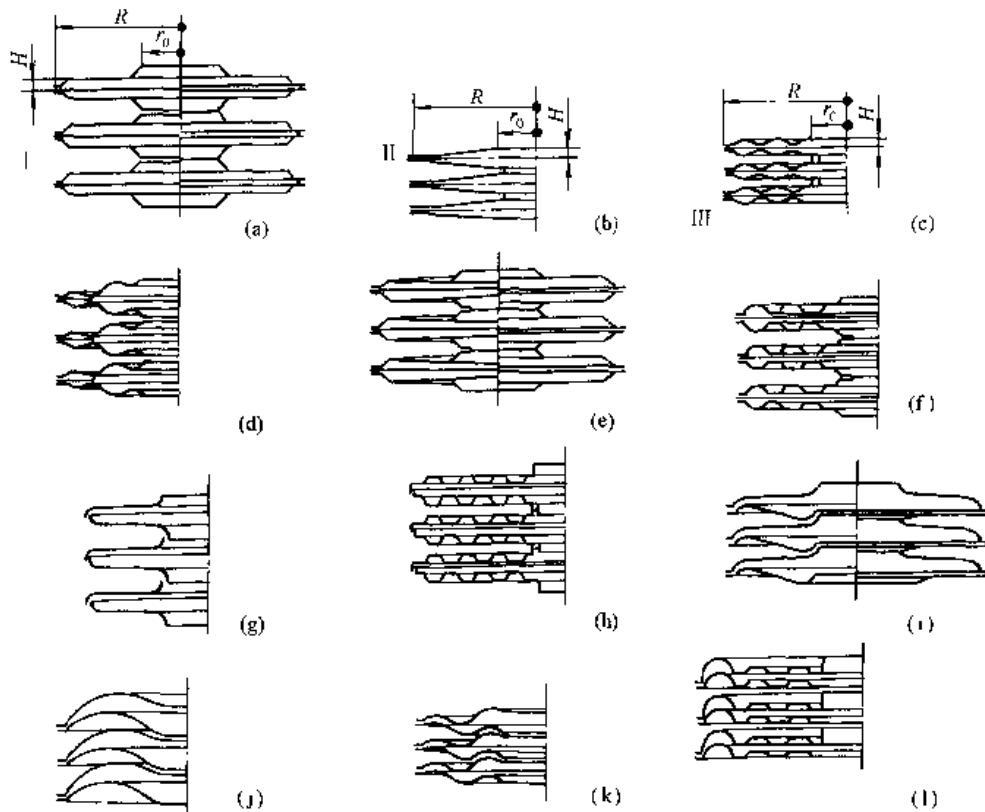 R
r0
H
I
(a)
R
r0
H
II
(b)
R
r0
H
III
(c)
(d)
(e)
(f)
(g)
(h)
(i)
(j)
(k)
(l)